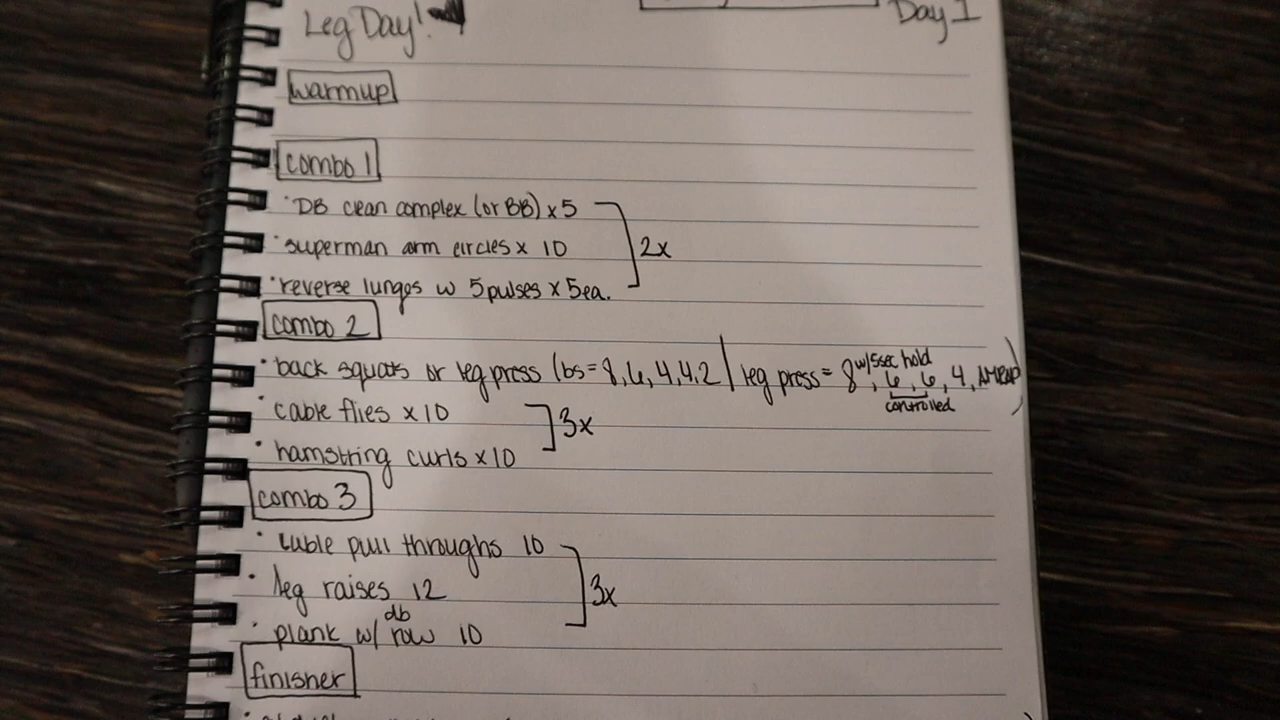 Leg Day!
Day 1
warmup
combo 1
· DB clean complex (or BB) x 5
· superman arm circles x 10
2x
· reverse lunges w 5 pulses x 5 ea.
combo 2
· back squats or leg press (bs = 8, 6, 4, 4, 2 | leg press = 8 w/5sec hold, 6, 6, 4, AMRAP)
controlled
· cable flies x 10
3x
· hamstring curls x 10
combo 3
· cable pull throughs 10
· leg raises 12
3x
· plank w/ db row 10
finisher